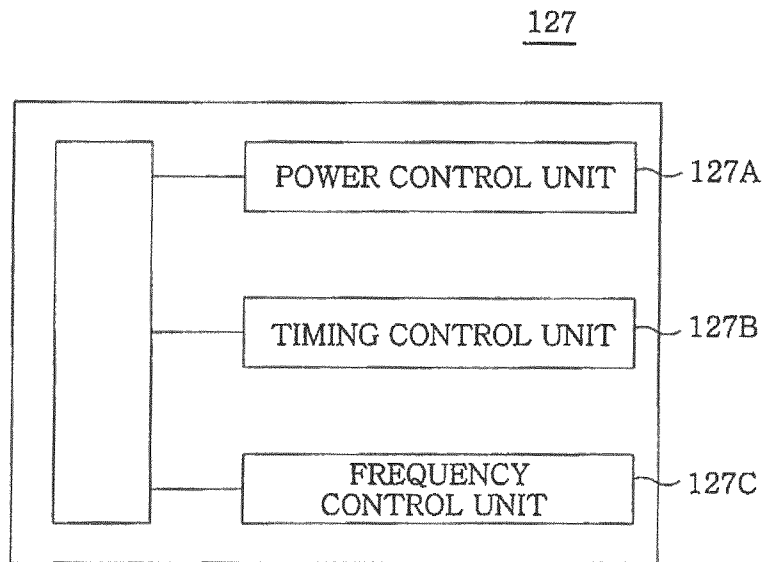 127
POWER CONTROL UNIT
127A
TIMING CONTROL UNIT
127B
FREQUENCY
CONTROL UNIT
127C